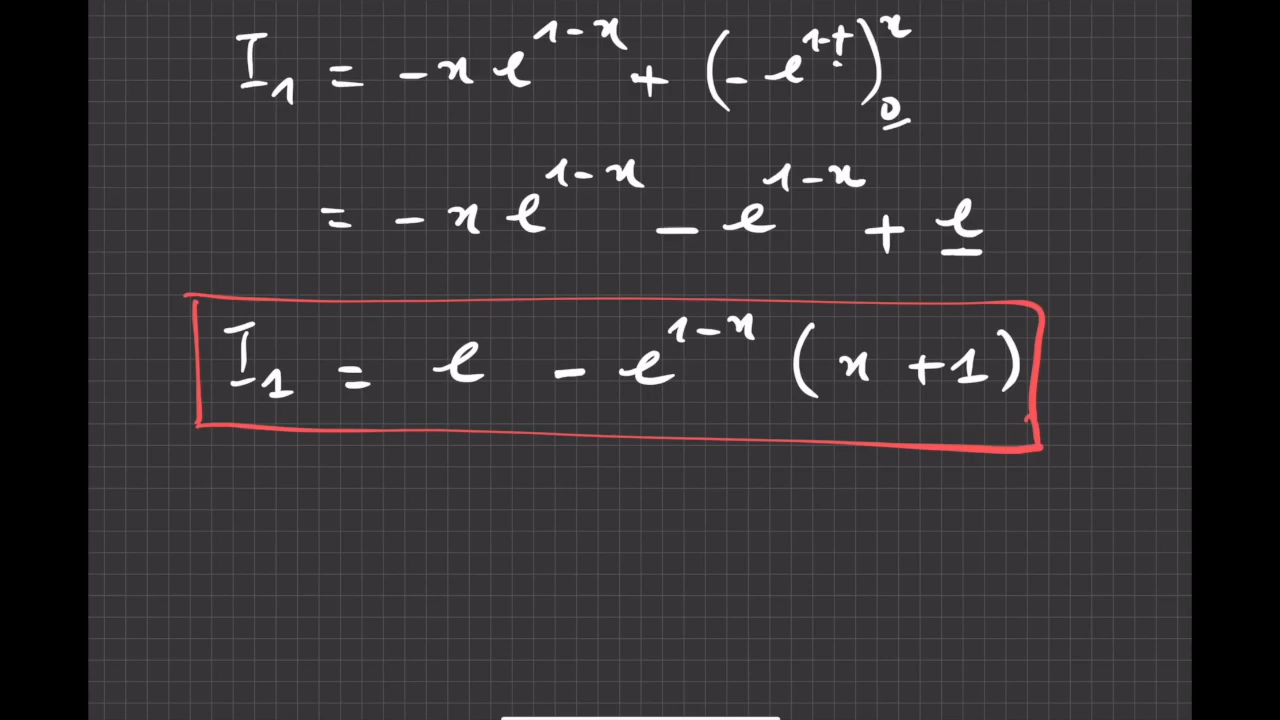 I₁ = -x e^{1-x} + (-e^{1-t})₀^x
= -x e^{1-x} - e^{1-x} + e
I₁ = e - e^{1-x} (x+1)